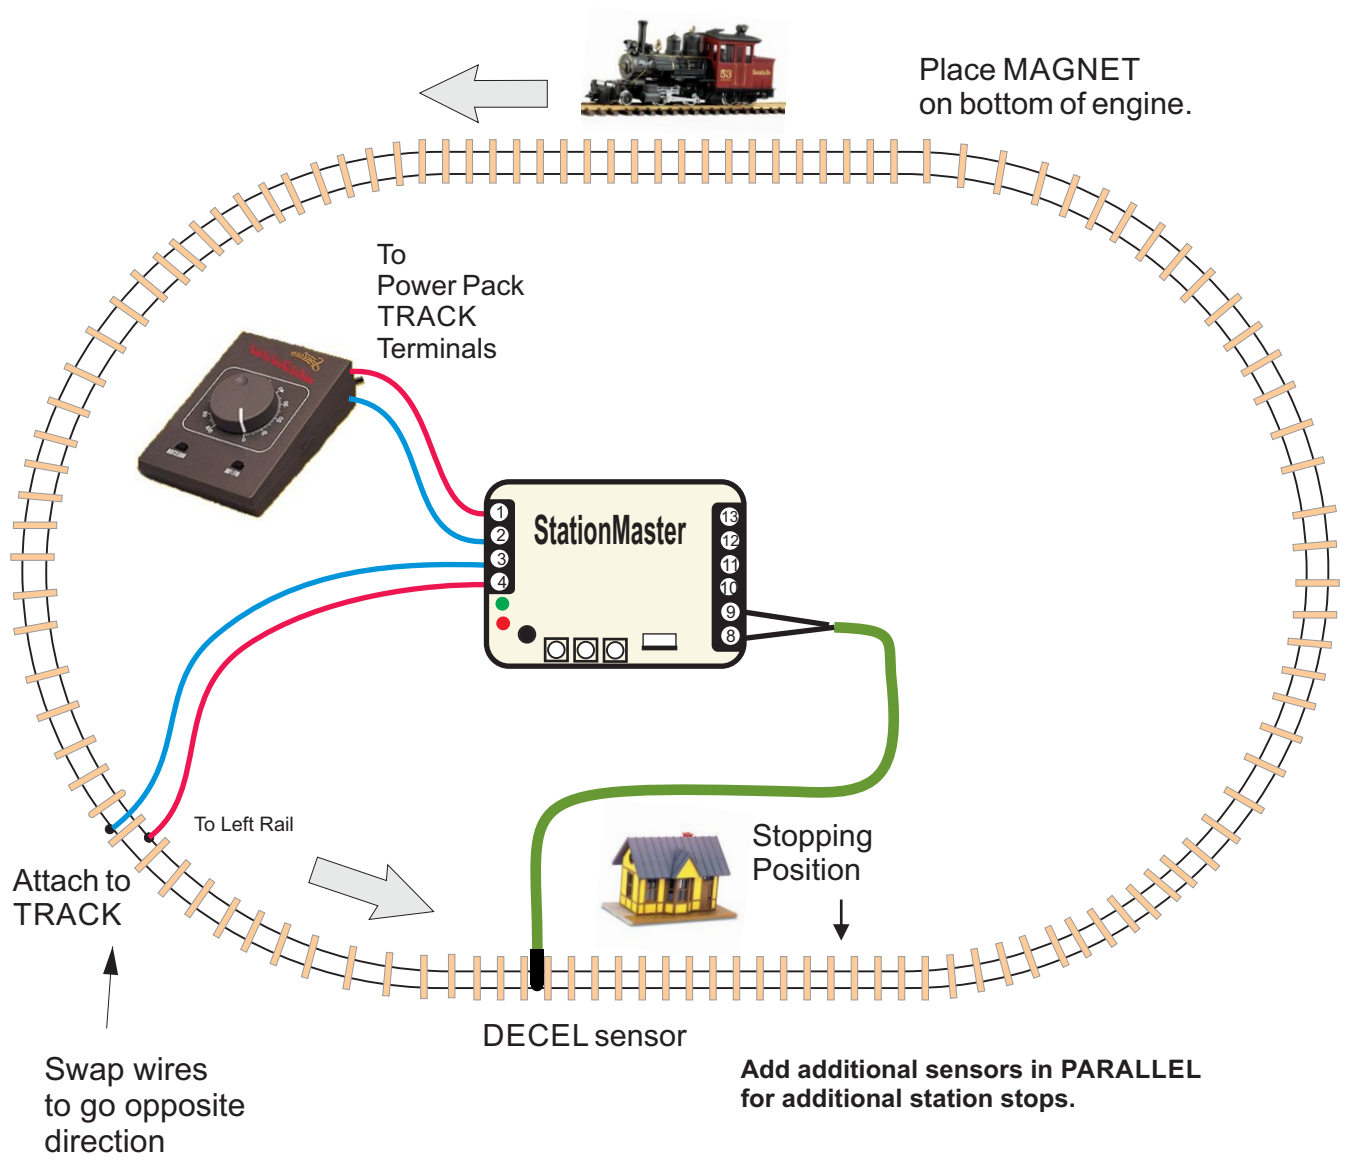 Place MAGNET
on bottom of engine.
53
To
Power Pack
TRACK
Terminals
StationMaster
1
2
3
4
13
12
11
10
9
8
To Left Rail
Attach to
TRACK
Stopping
Position
DECEL sensor
Swap wires
to go opposite
direction
Add additional sensors in PARALLEL
for additional station stops.